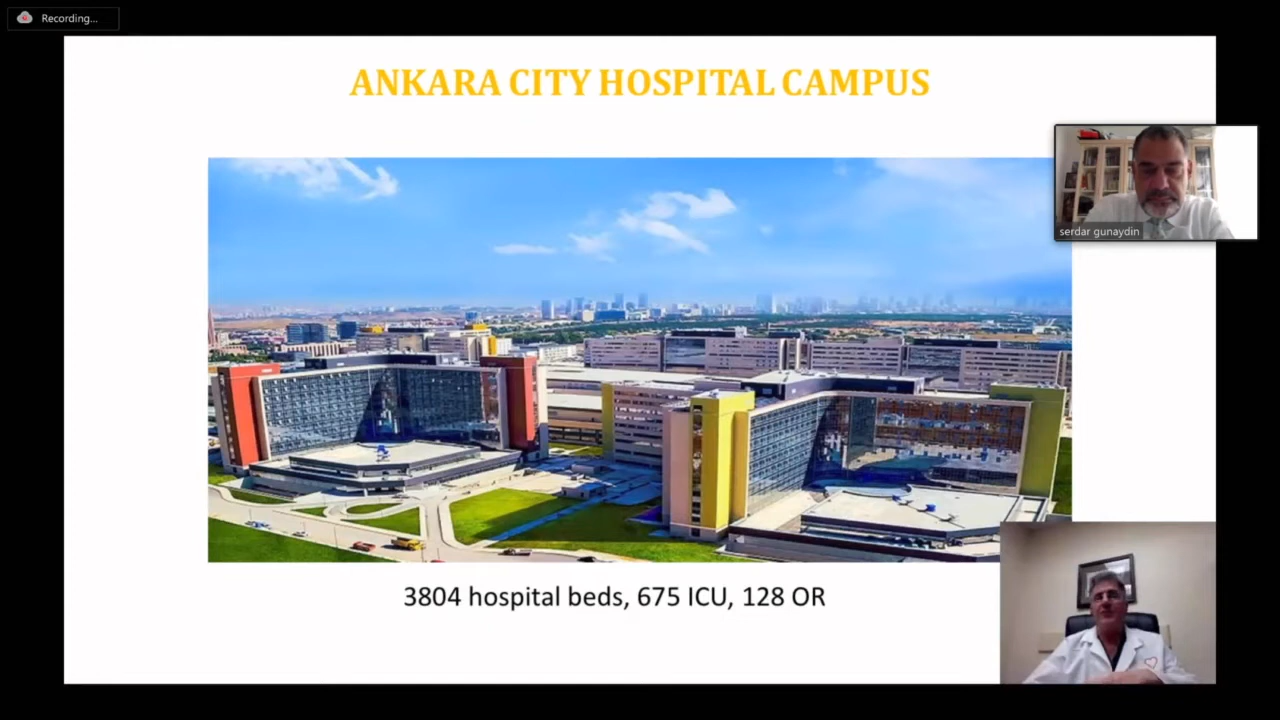 Recording...
ANKARA CITY HOSPITAL CAMPUS
serdar gunaydin
3804 hospital beds, 675 ICU, 128 OR